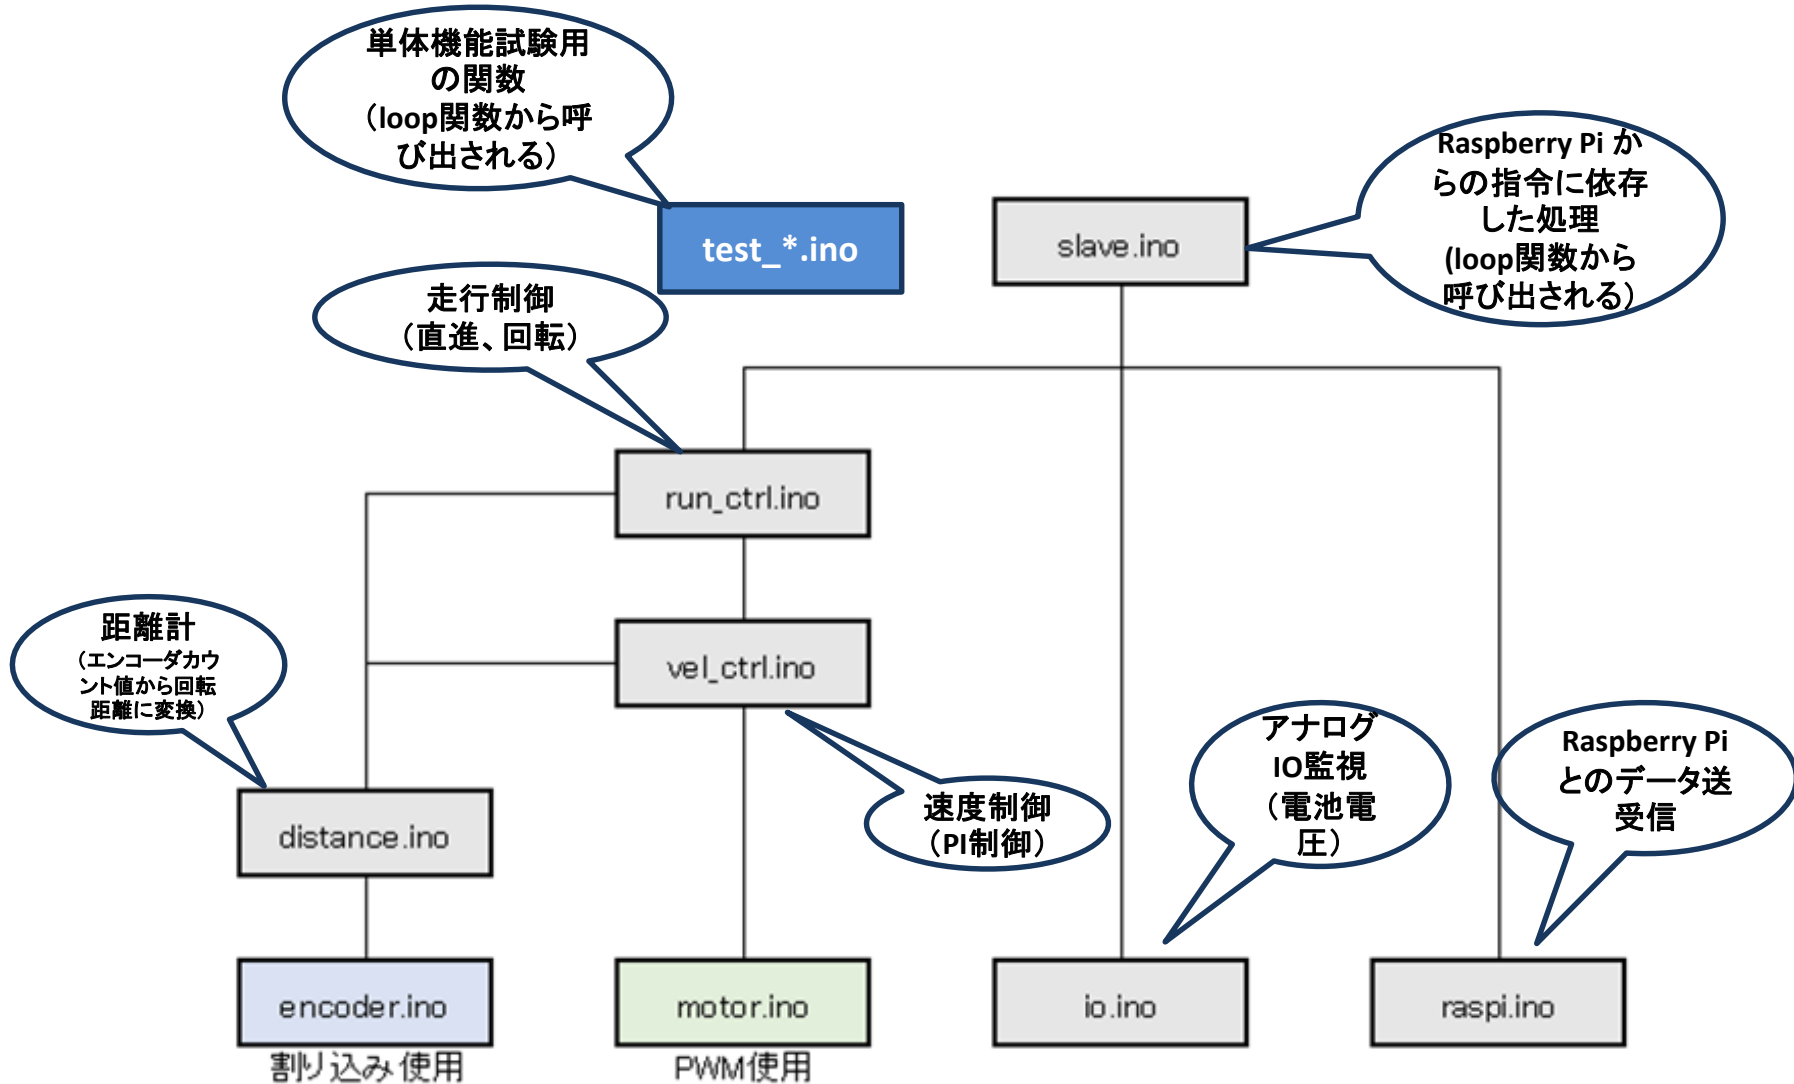 単体機能試験用
の関数
（loop関数から呼
び出される）
Raspberry Pi か
らの指令に依存
した処理
(loop関数から
呼び出される）
test_*.ino
slave.ino
走行制御
（直進、回転）
run_ctrl.ino
距離計
（エンコーダカウ
ント値から回転
距離に変換）
vel_ctrl.ino
アナログ
IO監視
（電池電
圧）
Raspberry Pi
とのデータ送
受信
速度制御
（PI制御）
distance.ino
encoder.ino
motor.ino
io.ino
raspi.ino
割り込み使用
PWM使用